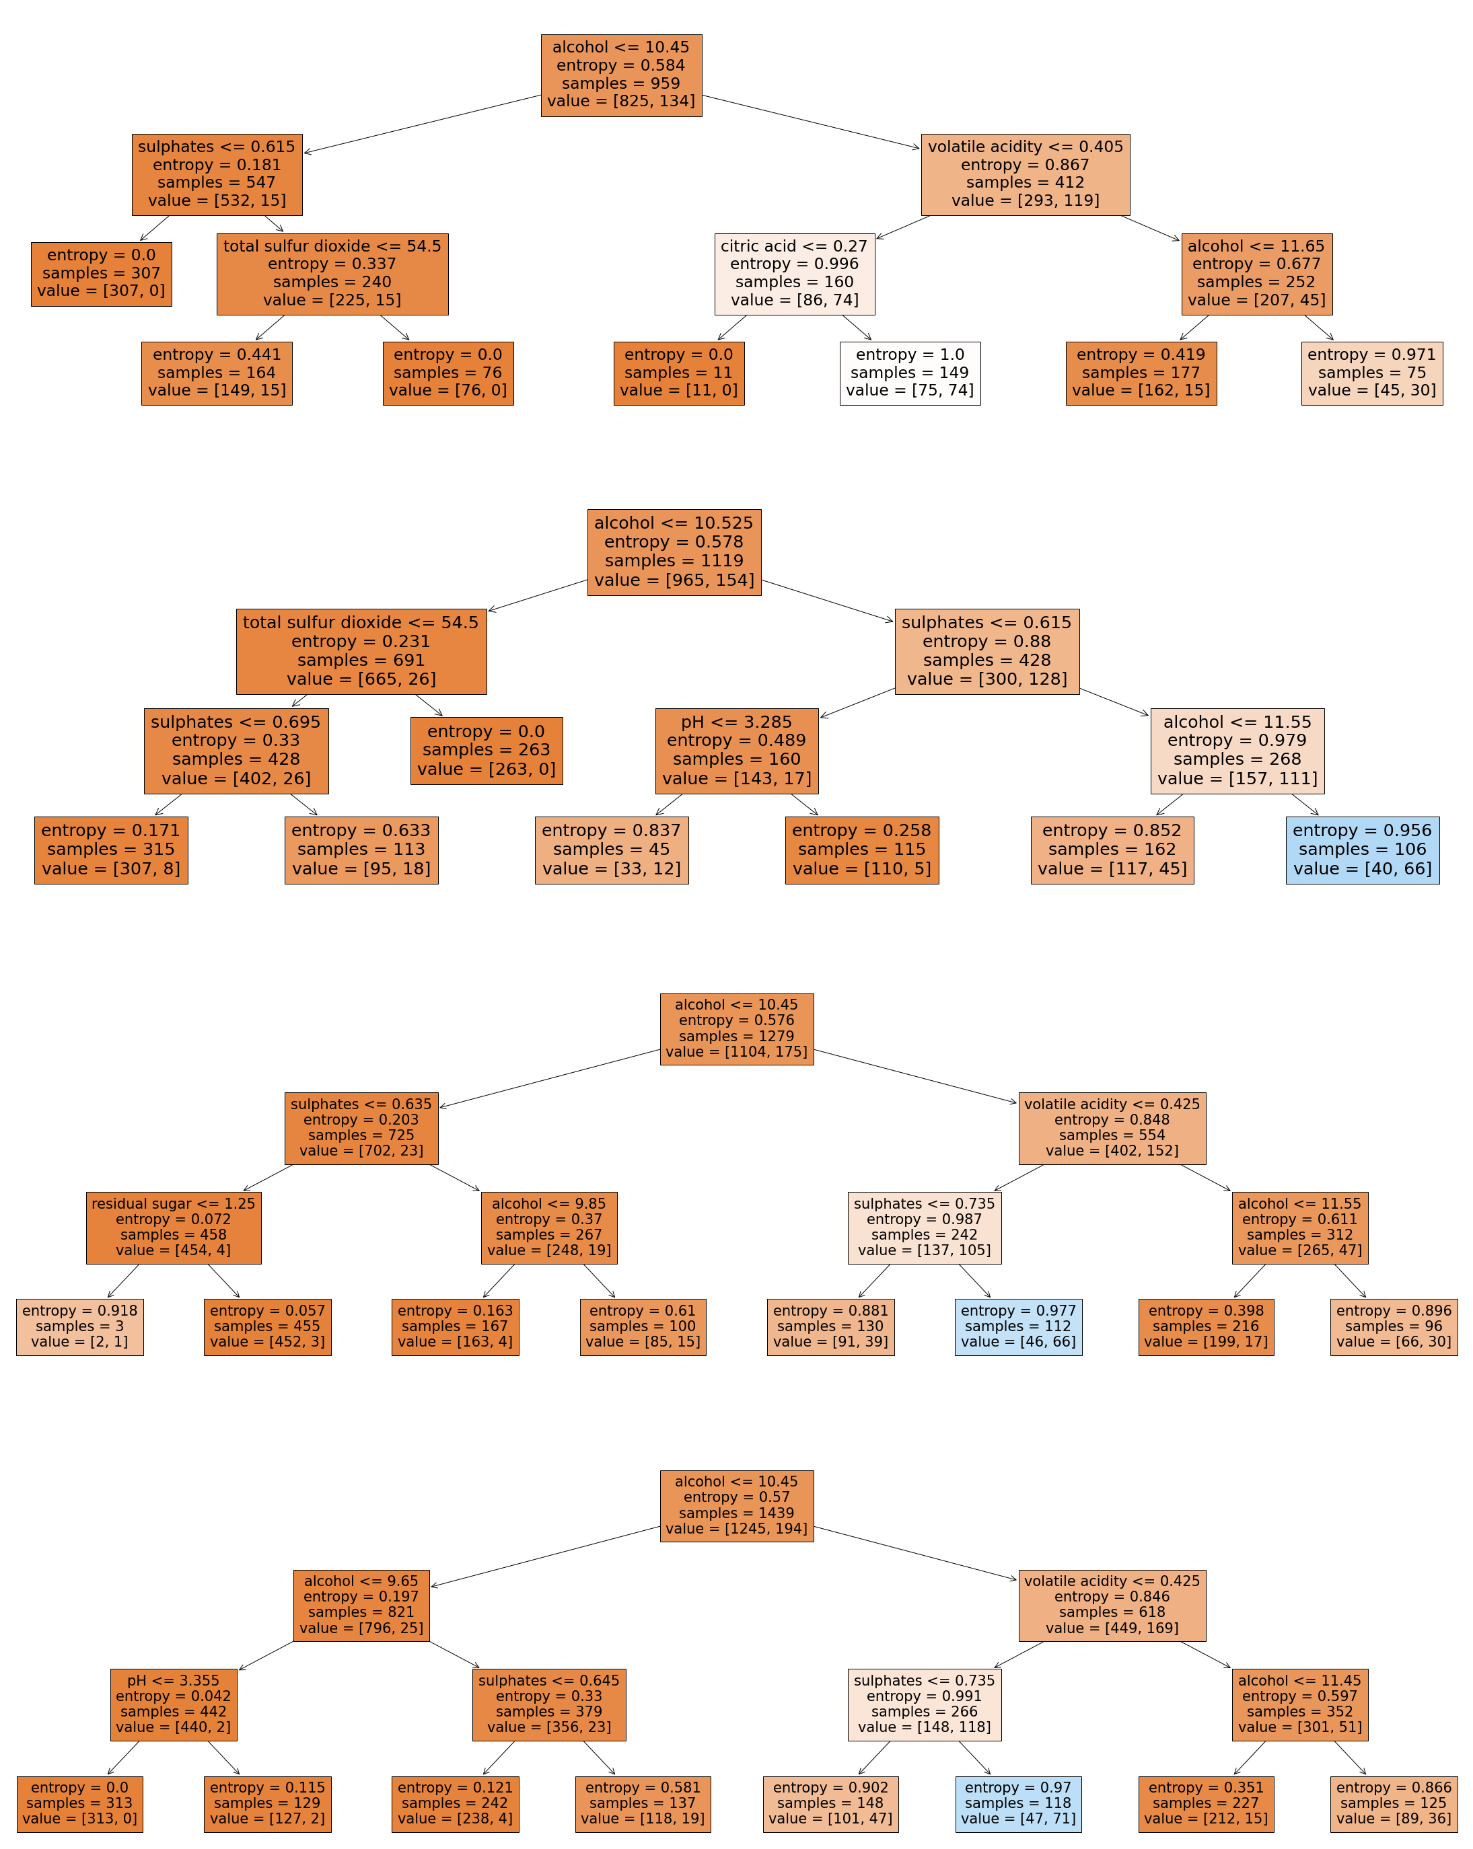 alcohol <= 10.45
entropy = 0.584
samples = 959
value = [825, 134]
sulphates <= 0.615
entropy = 0.181
samples = 547
value = [532, 15]
volatile acidity <= 0.405
entropy = 0.867
samples = 412
value = [293, 119]
entropy = 0.0
samples = 307
value = [307, 0]
total sulfur dioxide <= 54.5
entropy = 0.337
samples = 240
value = [225, 15]
citric acid <= 0.27
entropy = 0.996
samples = 160
value = [86, 74]
alcohol <= 11.65
entropy = 0.677
samples = 252
value = [207, 45]
entropy = 0.441
samples = 164
value = [149, 15]
entropy = 0.0
samples = 76
value = [76, 0]
entropy = 0.0
samples = 11
value = [11, 0]
entropy = 1.0
samples = 149
value = [75, 74]
entropy = 0.419
samples = 177
value = [162, 15]
entropy = 0.971
samples = 75
value = [45, 30]
alcohol <= 10.525
entropy = 0.578
samples = 1119
value = [965, 154]
total sulfur dioxide <= 54.5
entropy = 0.231
samples = 691
value = [665, 26]
sulphates <= 0.615
entropy = 0.88
samples = 428
value = [300, 128]
sulphates <= 0.695
entropy = 0.33
samples = 428
value = [402, 26]
entropy = 0.0
samples = 263
value = [263, 0]
pH <= 3.285
entropy = 0.489
samples = 160
value = [143, 17]
alcohol <= 11.55
entropy = 0.979
samples = 268
value = [157, 111]
entropy = 0.171
samples = 315
value = [307, 8]
entropy = 0.633
samples = 113
value = [95, 18]
entropy = 0.837
samples = 45
value = [33, 12]
entropy = 0.258
samples = 115
value = [110, 5]
entropy = 0.852
samples = 162
value = [117, 45]
entropy = 0.956
samples = 106
value = [40, 66]
alcohol <= 10.45
entropy = 0.576
samples = 1279
value = [1104, 175]
sulphates <= 0.635
entropy = 0.203
samples = 725
value = [702, 23]
volatile acidity <= 0.425
entropy = 0.848
samples = 554
value = [402, 152]
residual sugar <= 1.25
entropy = 0.072
samples = 458
value = [454, 4]
alcohol <= 9.85
entropy = 0.37
samples = 267
value = [248, 19]
sulphates <= 0.735
entropy = 0.987
samples = 242
value = [137, 105]
alcohol <= 11.55
entropy = 0.611
samples = 312
value = [265, 47]
entropy = 0.918
samples = 3
value = [2, 1]
entropy = 0.057
samples = 455
value = [452, 3]
entropy = 0.163
samples = 167
value = [163, 4]
entropy = 0.61
samples = 100
value = [85, 15]
entropy = 0.881
samples = 130
value = [91, 39]
entropy = 0.977
samples = 112
value = [46, 66]
entropy = 0.398
samples = 216
value = [199, 17]
entropy = 0.896
samples = 96
value = [66, 30]
alcohol <= 10.45
entropy = 0.57
samples = 1439
value = [1245, 194]
alcohol <= 9.65
entropy = 0.197
samples = 821
value = [796, 25]
volatile acidity <= 0.425
entropy = 0.846
samples = 618
value = [449, 169]
pH <= 3.355
entropy = 0.042
samples = 442
value = [440, 2]
sulphates <= 0.645
entropy = 0.33
samples = 379
value = [356, 23]
sulphates <= 0.735
entropy = 0.991
samples = 266
value = [148, 118]
alcohol <= 11.45
entropy = 0.597
samples = 352
value = [301, 51]
entropy = 0.0
samples = 313
value = [313, 0]
entropy = 0.115
samples = 129
value = [127, 2]
entropy = 0.121
samples = 242
value = [238, 4]
entropy = 0.581
samples = 137
value = [118, 19]
entropy = 0.902
samples = 148
value = [101, 47]
entropy = 0.97
samples = 118
value = [47, 71]
entropy = 0.351
samples = 227
value = [212, 15]
entropy = 0.866
samples = 125
value = [89, 36]